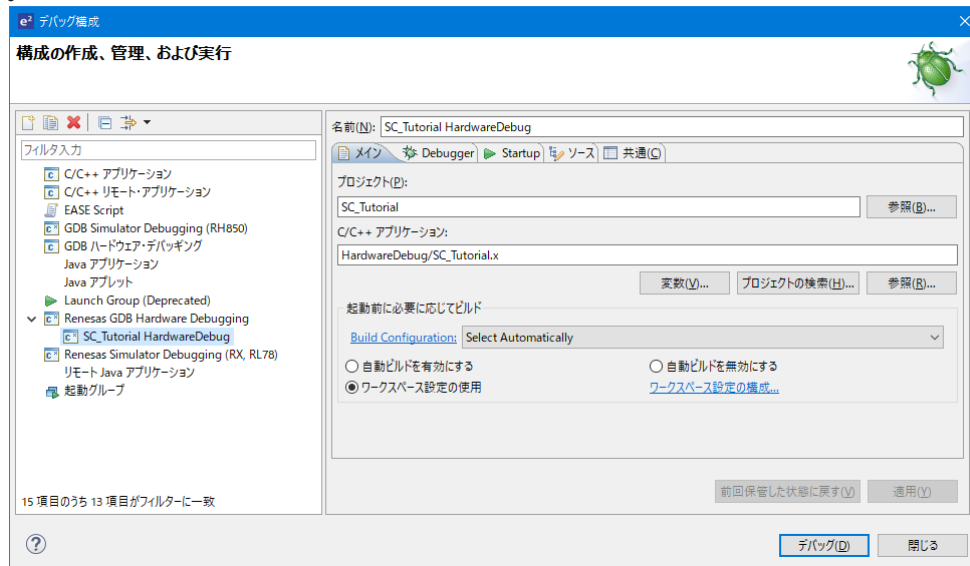 e² デバッグ構成
構成の作成、管理、および実行
フィルタ入力
C/C++ アプリケーション
C/C++ リモート・アプリケーション
EASE Script
GDB Simulator Debugging (RH850)
GDB ハードウェア・デバッギング
Java アプリケーション
Java アプレット
Launch Group (Deprecated)
Renesas GDB Hardware Debugging
SC_Tutorial HardwareDebug
Renesas Simulator Debugging (RX, RL78)
リモート Java アプリケーション
起動グループ
15 項目のうち 13 項目がフィルターに一致
名前(N): SC_Tutorial HardwareDebug
メイン Debugger Startup ソース 共通(C)
プロジェクト(P):
SC_Tutorial 参照(B)...
C/C++ アプリケーション:
HardwareDebug/SC_Tutorial.x
変数(V)... プロジェクトの検索(H)... 参照(R)...
起動前に必要に応じてビルド
Build Configuration: Select Automatically
自動ビルドを有効にする 自動ビルドを無効にする
ワークスペース設定の使用 ワークスペース設定の構成...
前回保管した状態に戻す(V) 適用(Y)
デバッグ(D) 閉じる